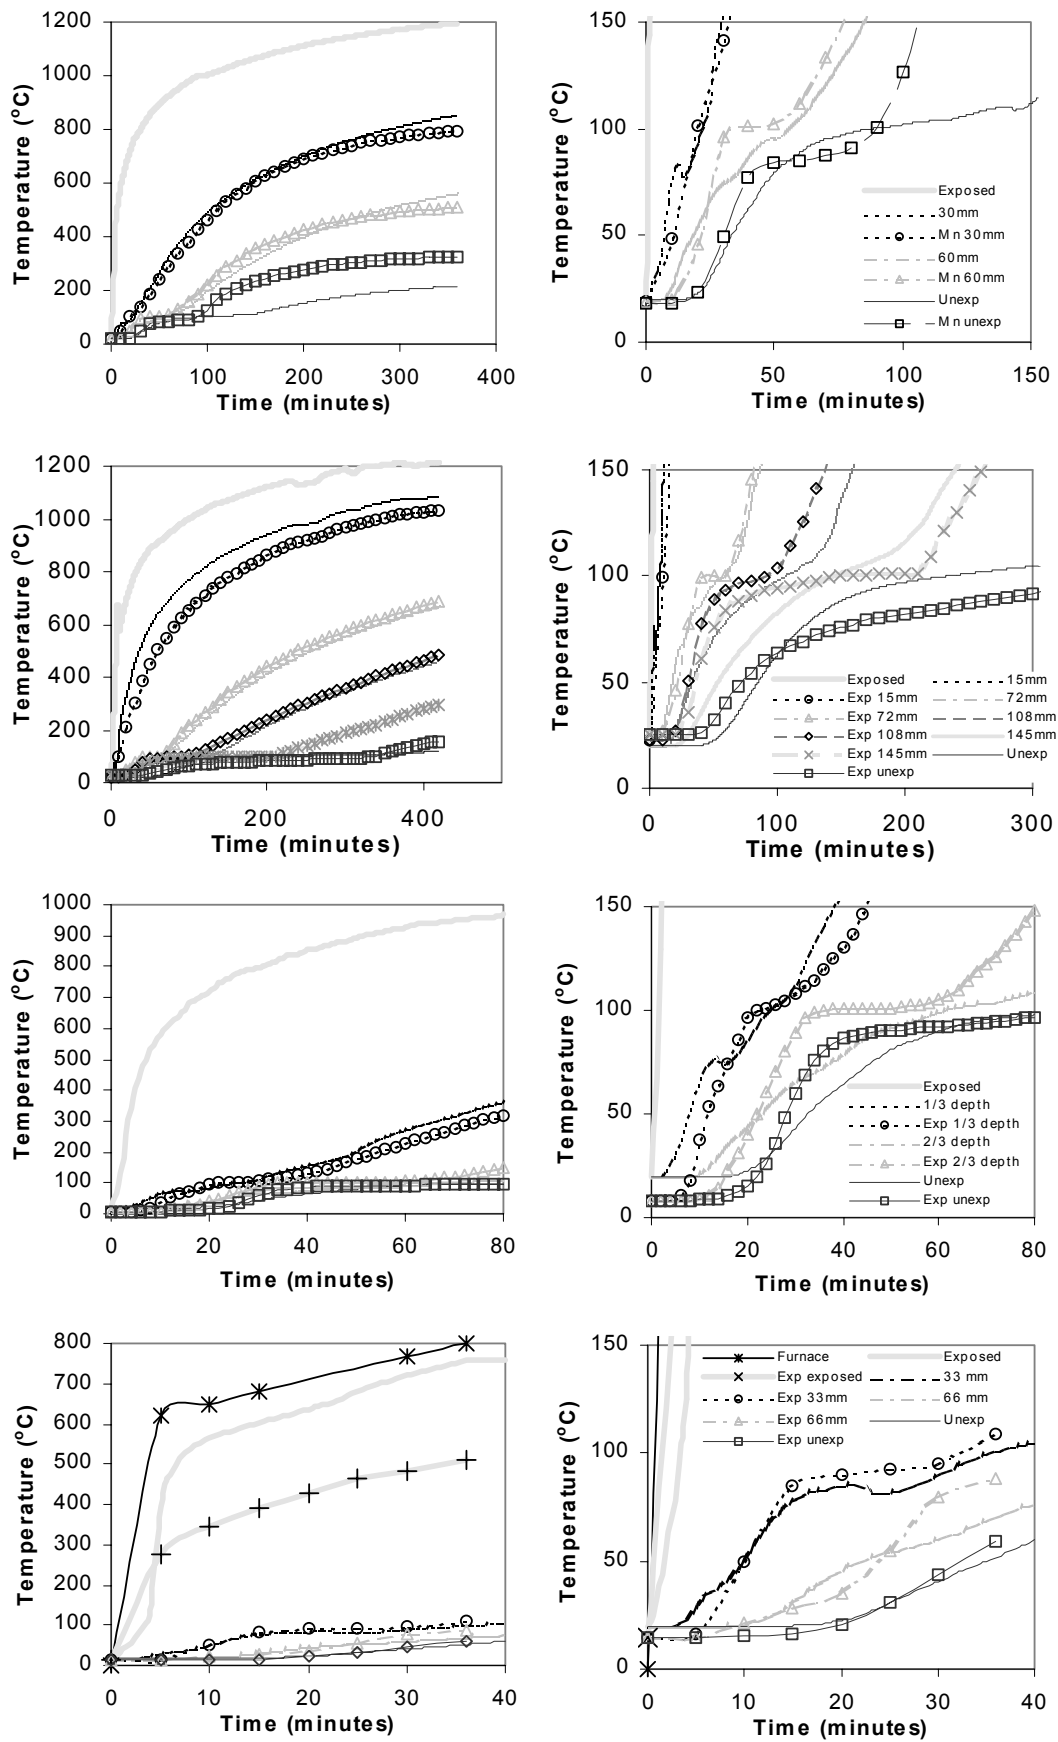 1200
1000
800
600
400
200
0
Temperature (°C)
0 100 200 300 400
Time (minutes)
150
100
50
0
Temperature (°C)
Exposed
30mm
Mn 30mm
60mm
Mn 60mm
Unexp
Mn unexp
0 50 100 150
Time (minutes)
1200
1000
800
600
400
200
0
Temperature (°C)
0 200 400
Time (minutes)
150
100
50
0
Temperature (°C)
Exposed 15mm
Exp 15mm 72mm
Exp 72mm 108mm
Exp 108mm 145mm
Exp 145mm Unexp
Exp unexp
0 100 200 300
Time (minutes)
1000
900
800
700
600
500
400
300
200
100
0
Temperature (°C)
0 20 40 60 80
Time (minutes)
150
100
50
0
Temperature (°C)
Exposed
1/3 depth
Exp 1/3 depth
2/3 depth
Exp 2/3 depth
Unexp
Exp unexp
0 20 40 60 80
Time (minutes)
800
700
600
500
400
300
200
100
0
Temperature (°C)
0 10 20 30 40
Time (minutes)
150
100
50
0
Temperature (°C)
Furnace Exposed
Exp exposed 33 mm
Exp 33mm 66 mm
Exp 66mm Unexp
Exp unexp
0 10 20 30 40
Time (minutes)